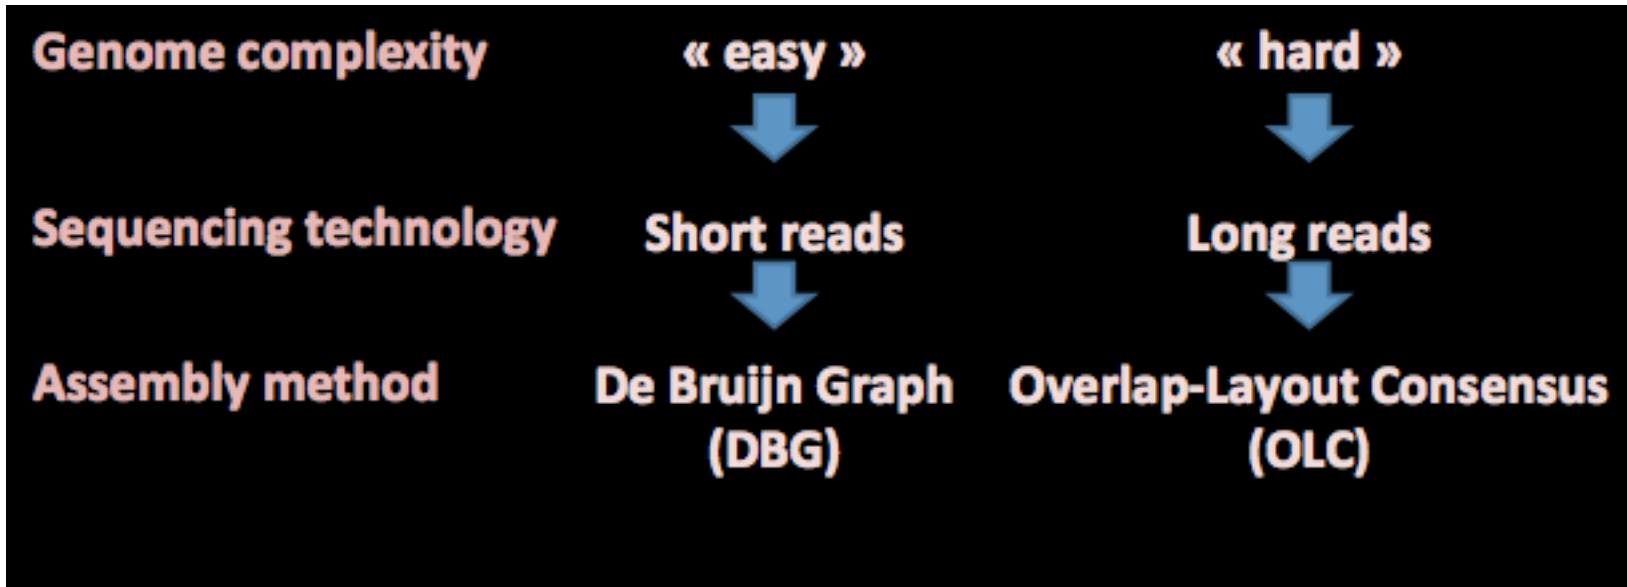 Genome complexity « easy » « hard »
Sequencing technology Short reads Long reads
Assembly method De Bruijn Graph Overlap-Layout Consensus
(DBG) (OLC)